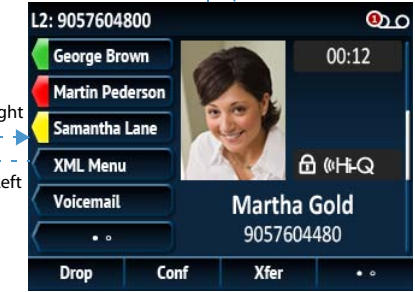 L2: 9057604800
1
George Brown
00:12
Martin Pederson
ght
Samantha Lane
XML Menu
Hi-Q
eft
Voicemail
Martha Gold
9057604480
Drop Conf Xfer